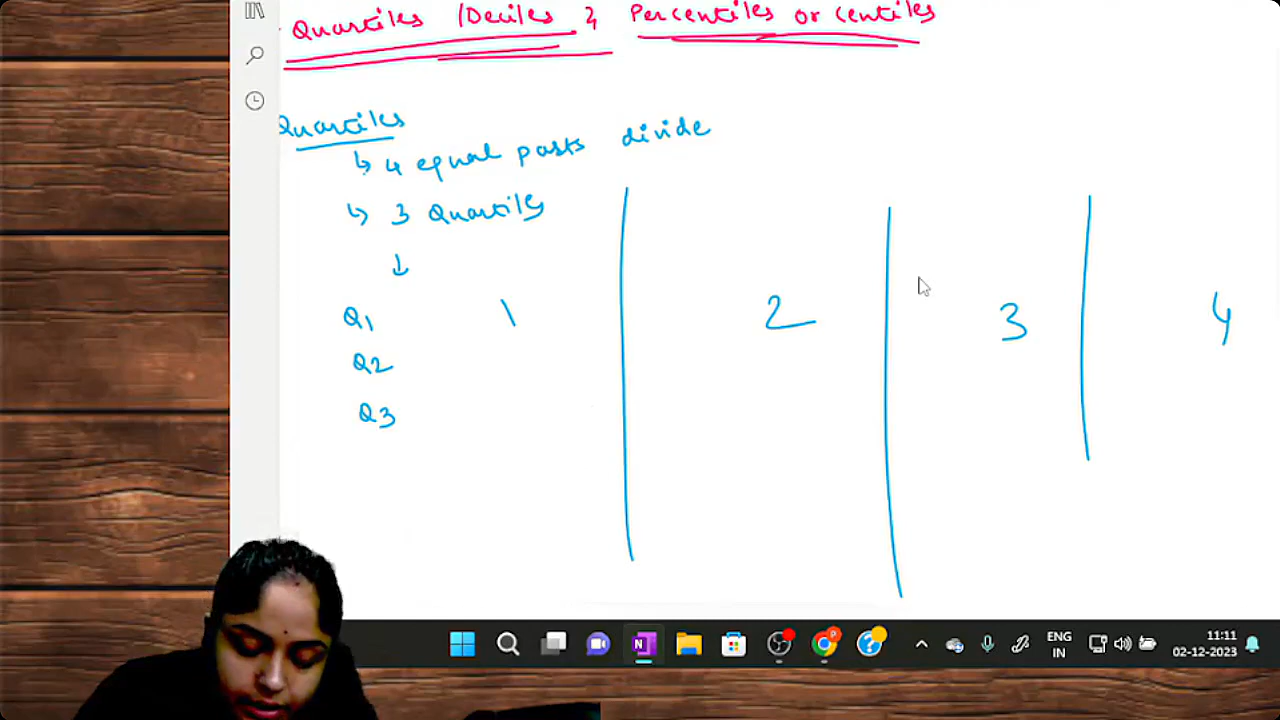 Quartiles / Deciles & Percentiles or centiles
Quartiles
↳ 4 equal parts divide
↳ 3 Quartiles
↓
Q1 1 2 3 4
Q2
Q3
ENG
IN
11:11
02-12-2023